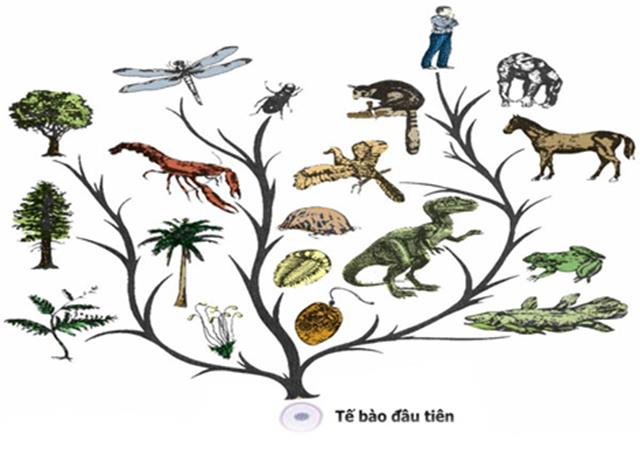 Tế bào đầu tiên